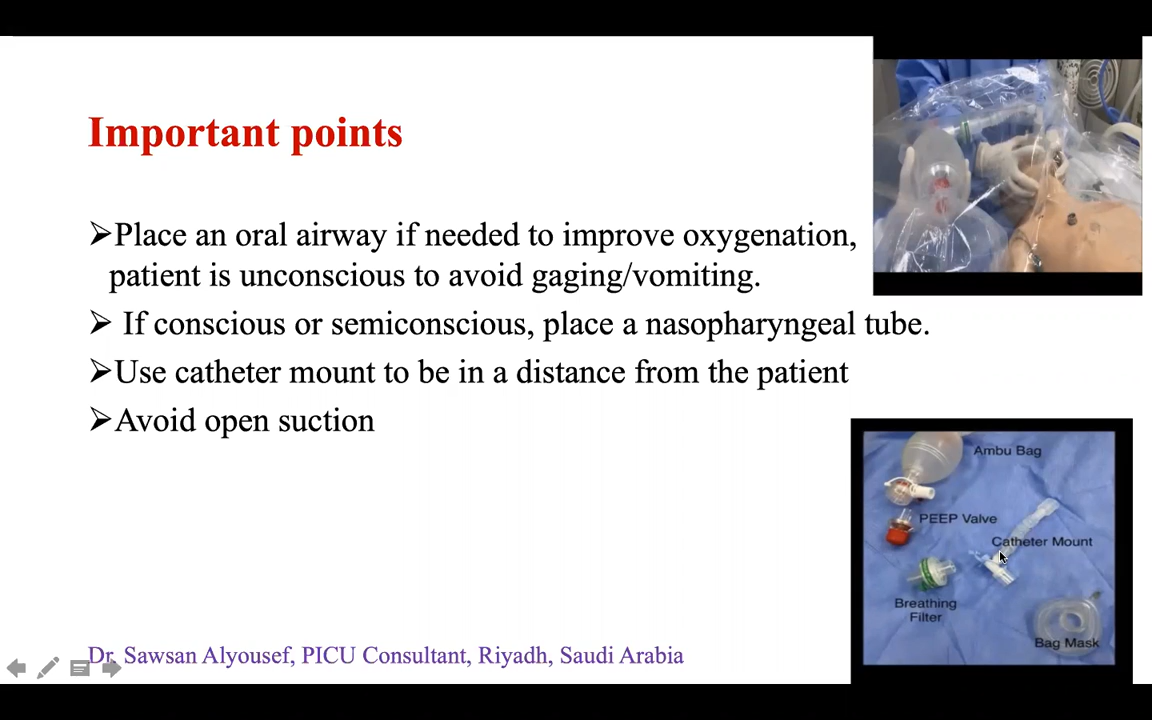 Important points
➢Place an oral airway if needed to improve oxygenation,
patient is unconscious to avoid gaging/vomiting.
➢ If conscious or semiconscious, place a nasopharyngeal tube.
➢Use catheter mount to be in a distance from the patient
➢Avoid open suction
Ambu Bag
PEEP Valve
Catheter Mount
Breathing
Filter
Bag Mask
Dr. Sawsan Alyousef, PICU Consultant, Riyadh, Saudi Arabia